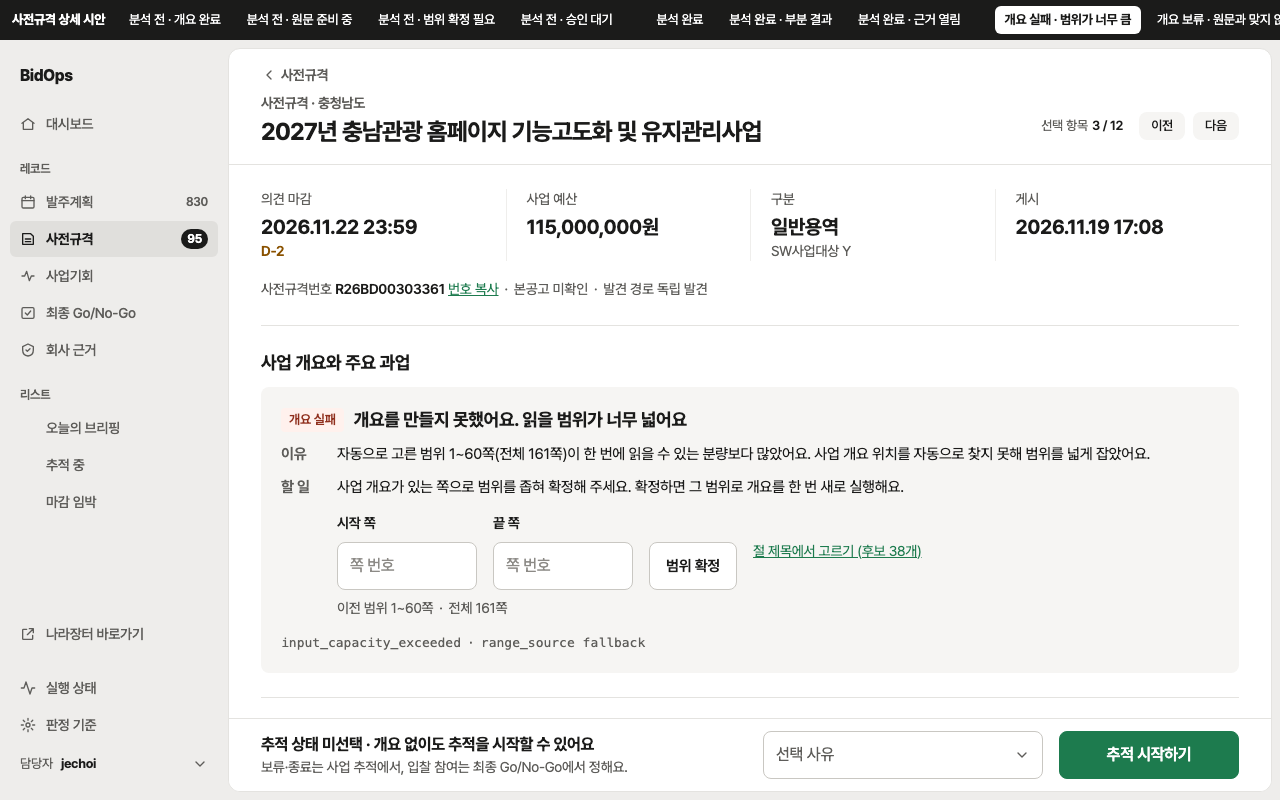 사전규격 상세 시안
분석 전 · 개요 완료
분석 전 · 원문 준비 중
분석 전 · 범위 확정 필요
분석 전 · 승인 대기
분석 완료
분석 완료 · 부분 결과
분석 완료 · 근거 열림
개요 실패 · 범위가 너무 큼
개요 보류 · 원문과 맞지
BidOps
대시보드
레코드
발주계획 830
사전규격 95
사업기회
최종 Go/No-Go
회사 근거
리스트
오늘의 브리핑
추적 중
마감 임박
나라장터 바로가기
실행 상태
판정 기준
담당자 jechoi
사전규격
사전규격 · 충청남도
2027년 충남관광 홈페이지 기능고도화 및 유지관리사업
선택 항목 3 / 12
이전
다음
의견 마감
2026.11.22 23:59
D-2
사업 예산
115,000,000원
구분
일반용역
SW사업대상 Y
게시
2026.11.19 17:08
사전규격번호 R26BD00303361 번호 복사 · 본공고 미확인 · 발견 경로 독립 발견
사업 개요와 주요 과업
개요 실패 개요를 만들지 못했어요. 읽을 범위가 너무 넓어요
이유 자동으로 고른 범위 1~60쪽(전체 161쪽)이 한 번에 읽을 수 있는 분량보다 많았어요. 사업 개요 위치를 자동으로 찾지 못해 범위를 넓게 잡았어요.
할 일 사업 개요가 있는 쪽으로 범위를 좁혀 확정해 주세요. 확정하면 그 범위로 개요를 한 번 새로 실행해요.
시작 쪽
끝 쪽
쪽 번호
쪽 번호
범위 확정
절 제목에서 고르기 (후보 38개)
이전 범위 1~60쪽 · 전체 161쪽
input_capacity_exceeded · range_source fallback
추적 상태 미선택 · 개요 없이도 추적을 시작할 수 있어요
보류·종료는 사업 추적에서, 입찰 참여는 최종 Go/No-Go에서 정해요.
선택 사유
추적 시작하기